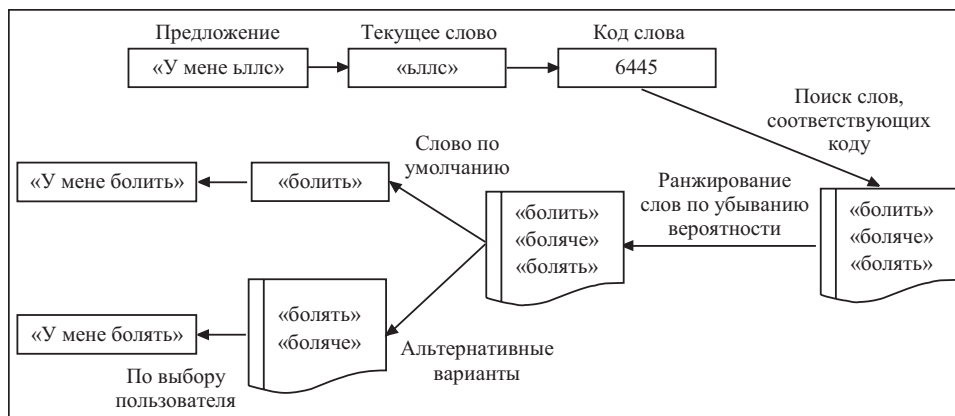 Предложение
Текущее слово
Код слова
«У мене ьллс»
«ьллс»
6445
Поиск слов,
соответствующих
коду
Слово по
умолчанию
«У мене болить»
«болить»
Ранжирование
слов по убыванию
вероятности
«болить»
«боляче»
«болять»
«болить»
«боляче»
«болять»
«У мене болять»
«болять»
«боляче»
Альтернативные
варианты
По выбору
пользователя